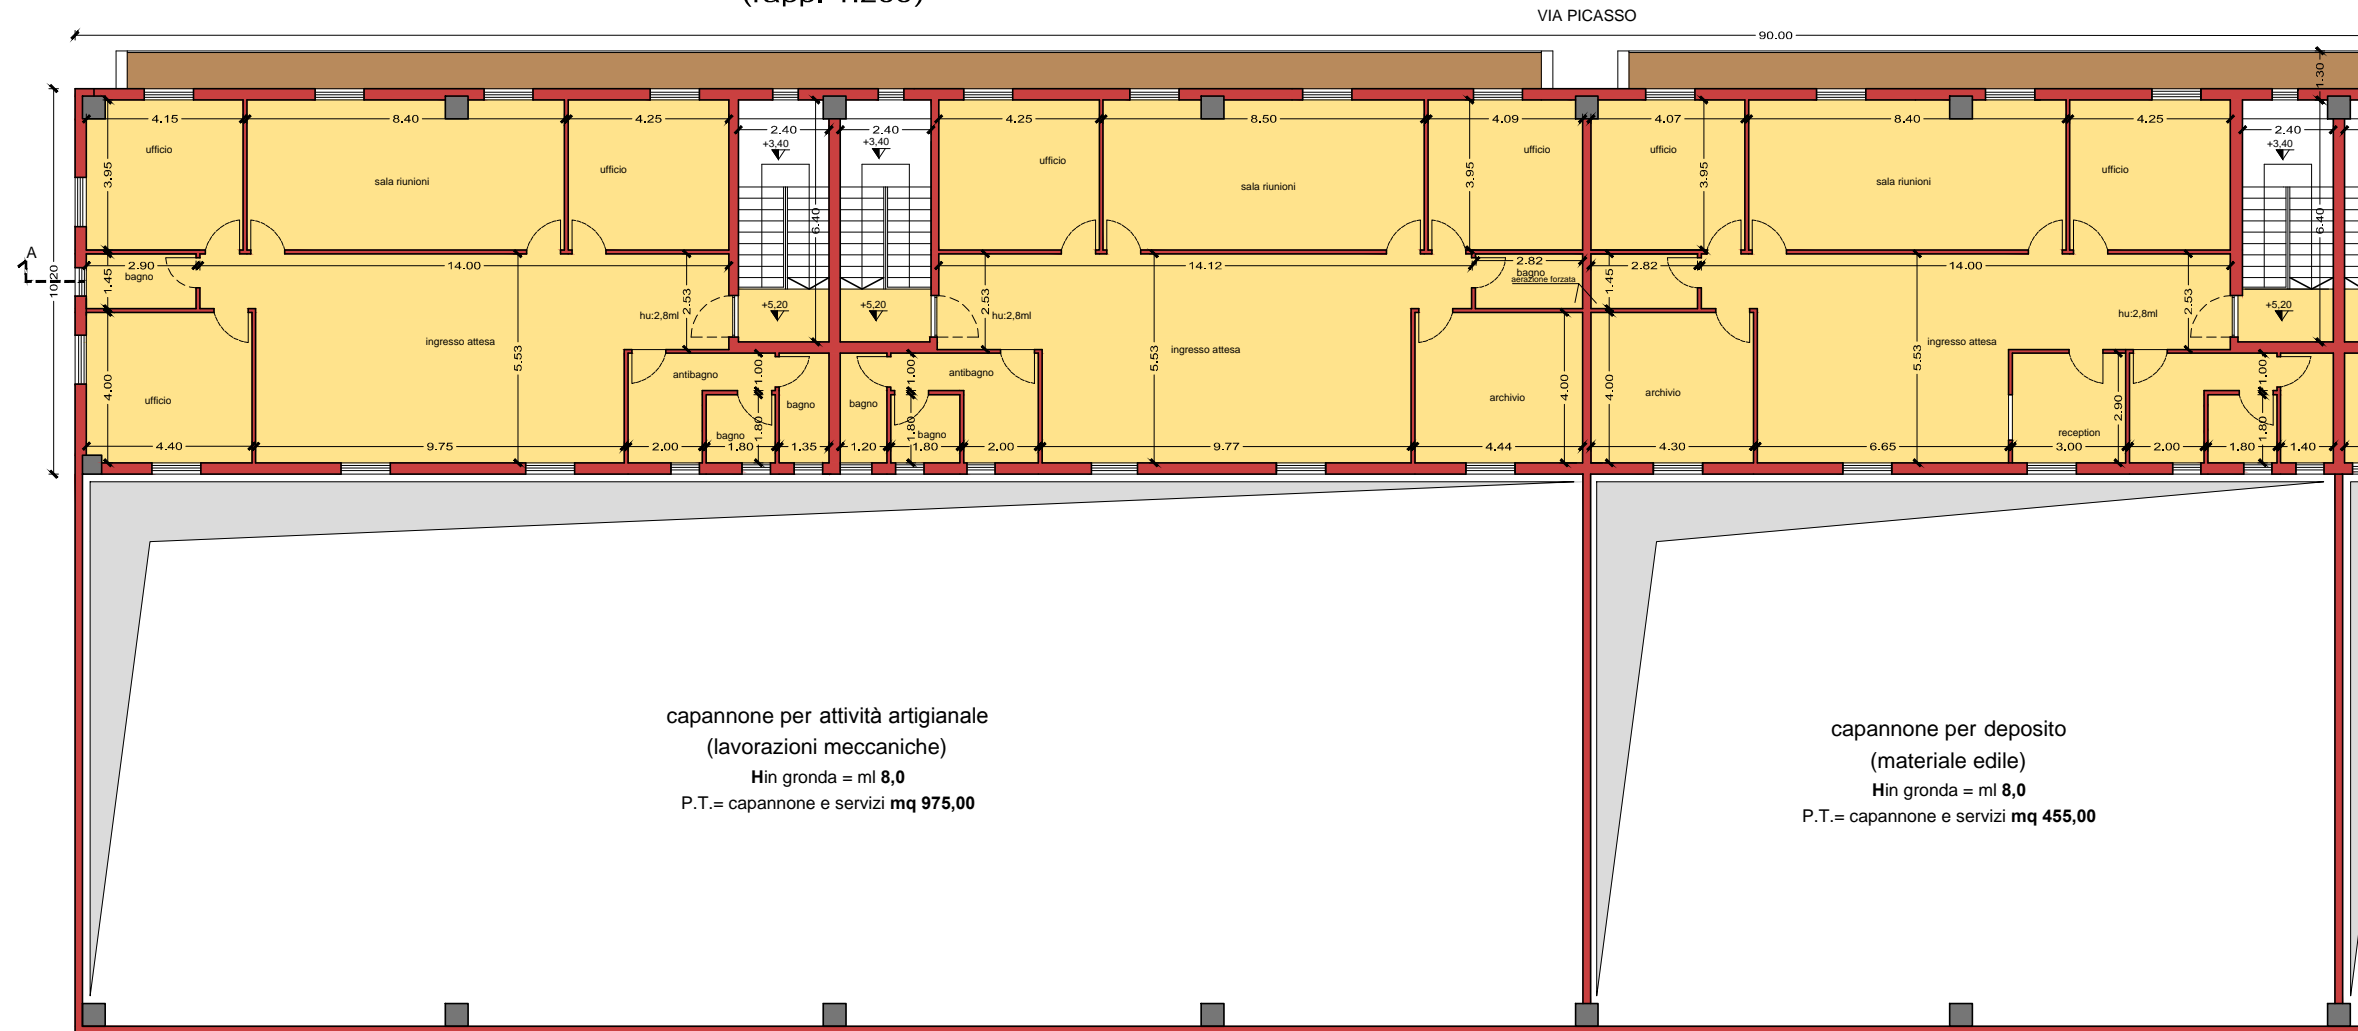 VIA PICASSO
90.00
1.30
4.15
8.40
4.25
2.40
2.40
4.25
8.50
4.09
4.07
8.40
4.25
2.40
+3,40
+3,40
+3,40
ufficio
sala riunioni
ufficio
ufficio
sala riunioni
ufficio
ufficio
sala riunioni
ufficio
3.95
6.40
3.95
3.95
6.40
A
10.20
2.90
14.00
14.12
2.82
2.82
14.00
bagno
bagno
aerazione forzata
1.45
1.45
2.53
2.53
2.53
+5,20
+5,20
+5,20
hu:2,8ml
hu:2,8ml
hu:2,8ml
ingresso attesa
ingresso attesa
ingresso attesa
5.53
5.53
5.53
4.00
4.00
4.00
antibagno
antibagno
1.00
1.00
1.00
ufficio
bagno
bagno
archivio
archivio
bagno
bagno
reception
1.80
1.80
1.80
2.90
4.40
9.75
2.00
1.80
1.35
1.20
1.80
2.00
9.77
4.44
4.30
6.65
3.00
2.00
1.80
1.40
capannone per attività artigianale
(lavorazioni meccaniche)
Hin gronda = ml 8,0
P.T.= capannone e servizi mq 975,00
capannone per deposito
(materiale edile)
Hin gronda = ml 8,0
P.T.= capannone e servizi mq 455,00